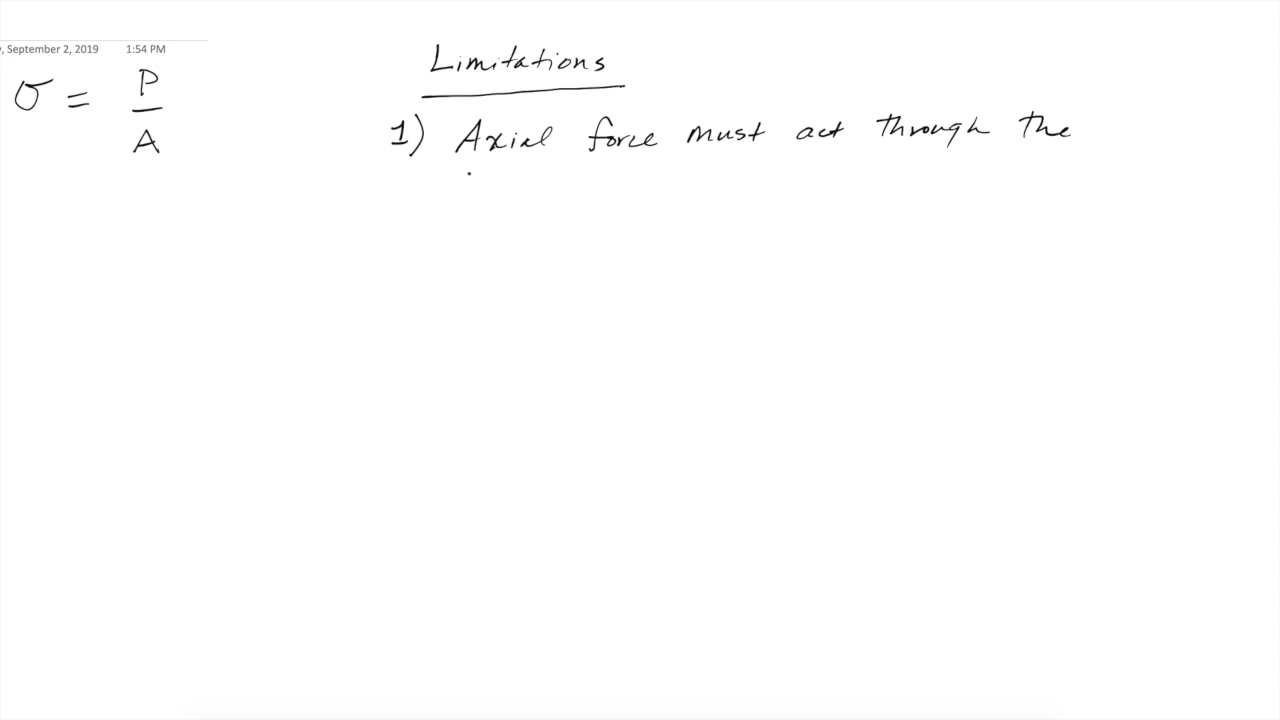 , September 2, 2019 1:54 PM
σ = P/A
Limitations
1) Axial force must act through the